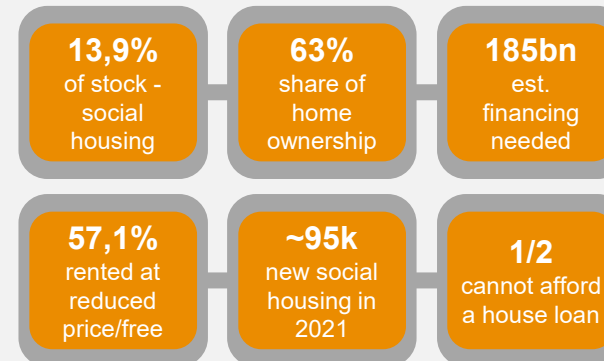 13,9%
of stock -
social
housing
63%
share of
home
ownership
185bn
est.
financing
needed
57,1%
rented at
reduced
price/free
~95k
new social
housing in
2021
1/2
cannot afford
a house loan